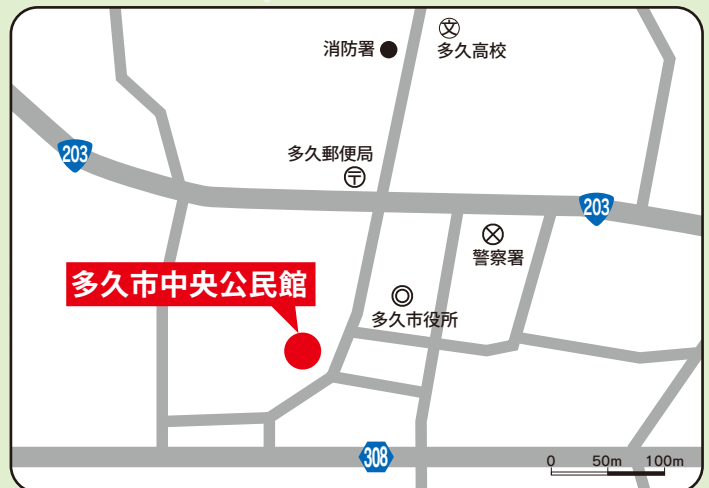 消防署
多久高校
多久郵便局
203
203
警察署
多久市中央公民館
多久市役所
308
0 50m 100m